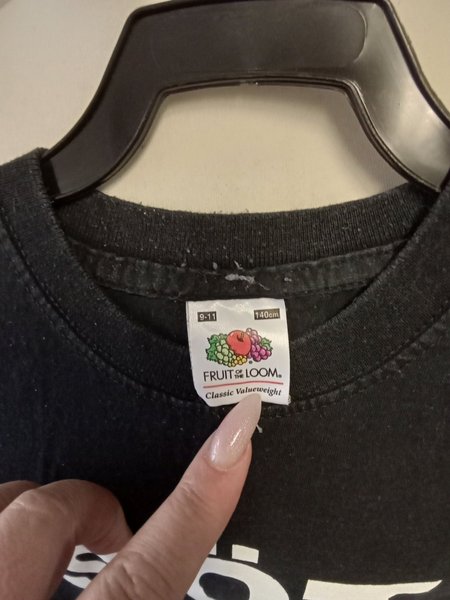 9-11 140cm
FRUIT OF THE LOOM®
Classic Valueweight